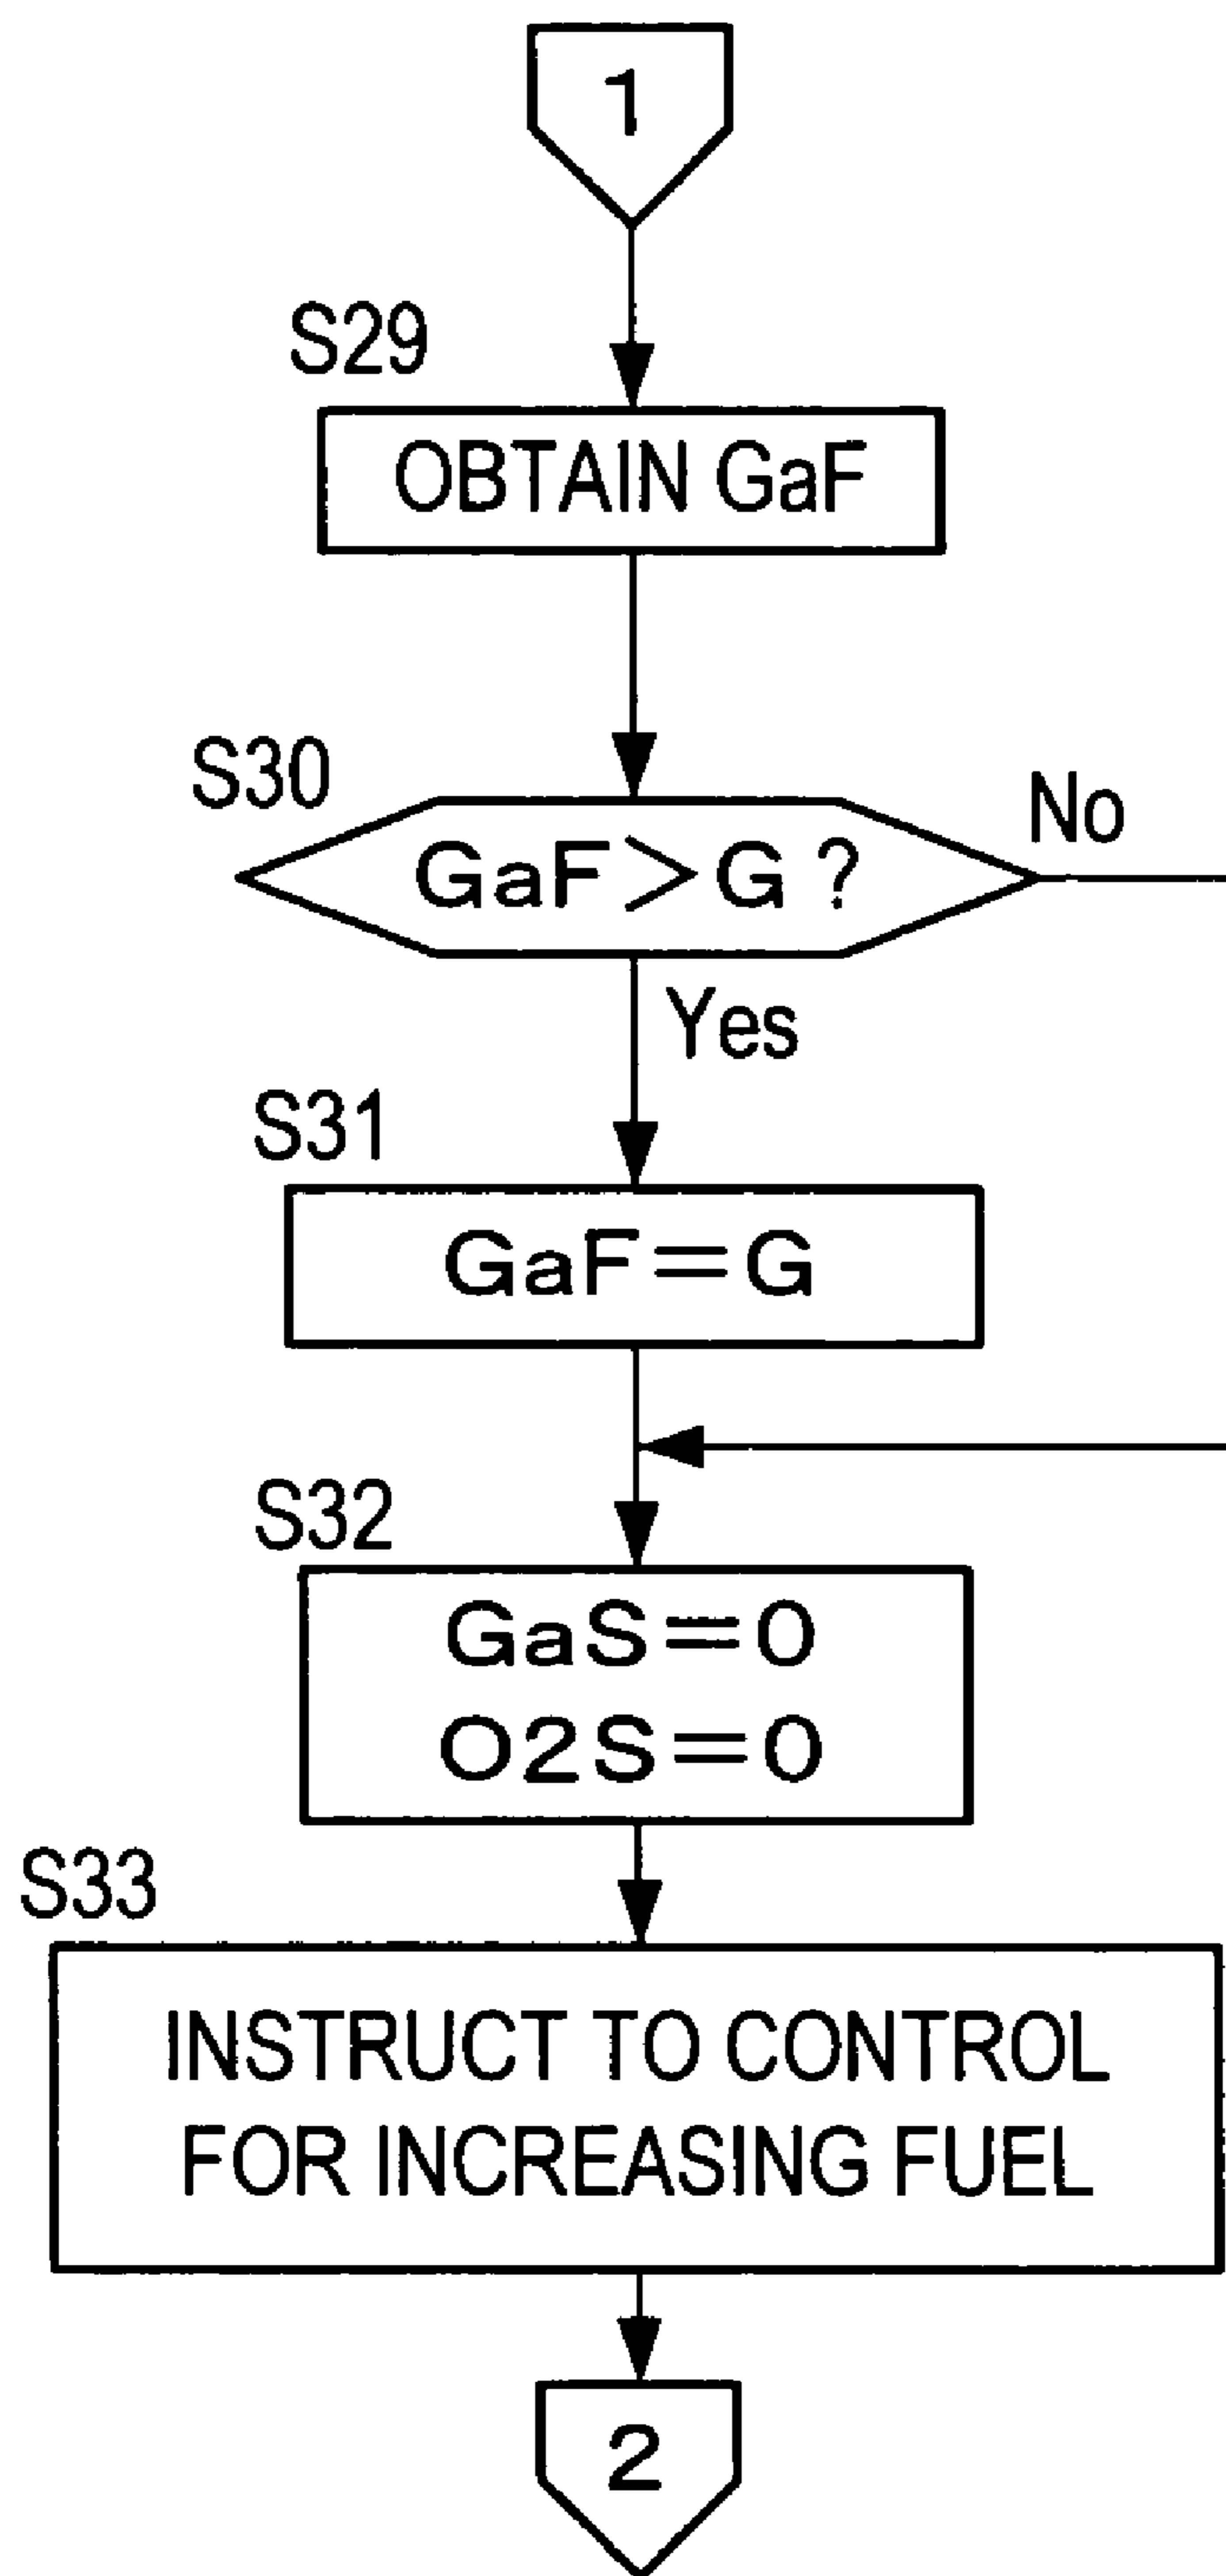 1
S29
OBTAIN GaF
S30
GaF>G ?
No
Yes
S31
GaF=G
S32
GaS=0
O2S=0
S33
INSTRUCT TO CONTROL
FOR INCREASING FUEL
2